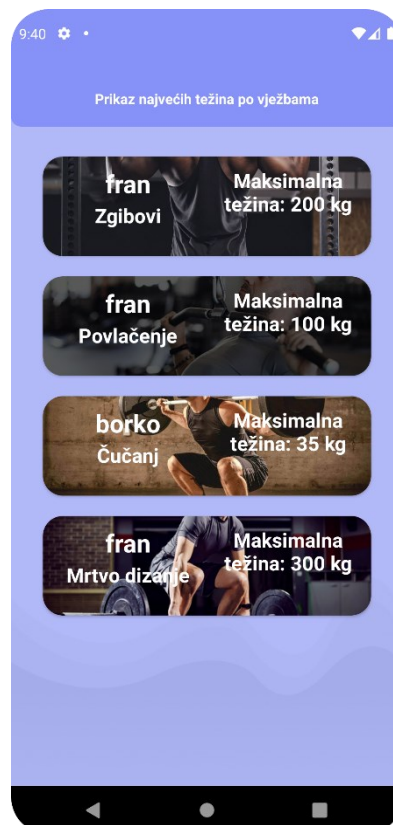 9:40
Prikaz najvećih težina po vježbama
fran
Zgibovi
Maksimalna
težina: 200 kg
fran
Povlačenje
Maksimalna
težina: 100 kg
borko
Čučanj
Maksimalna
težina: 35 kg
fran
Mrtvo dizanje
Maksimalna
težina: 300 kg